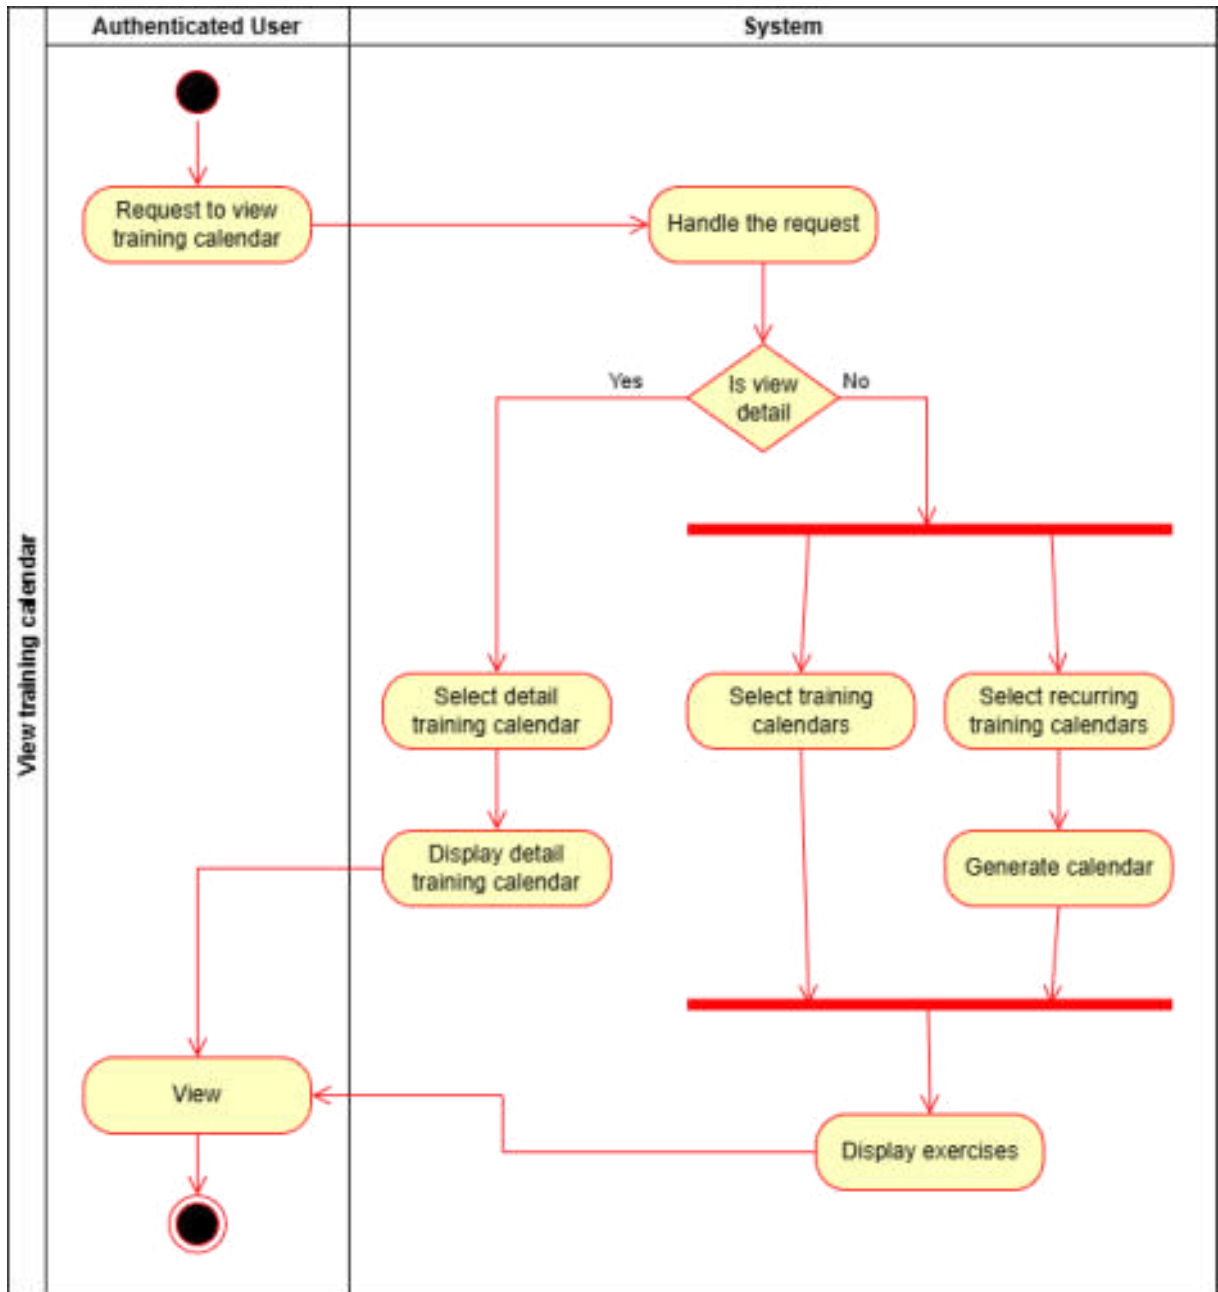 Authenticated User
System
View training calendar
Request to view
training calendar
Handle the request
Is view
detail
Yes
No
Select detail
training calendar
Select training
calendars
Select recurring
training calendars
Display detail
training calendar
Generate calendar
View
Display exercises